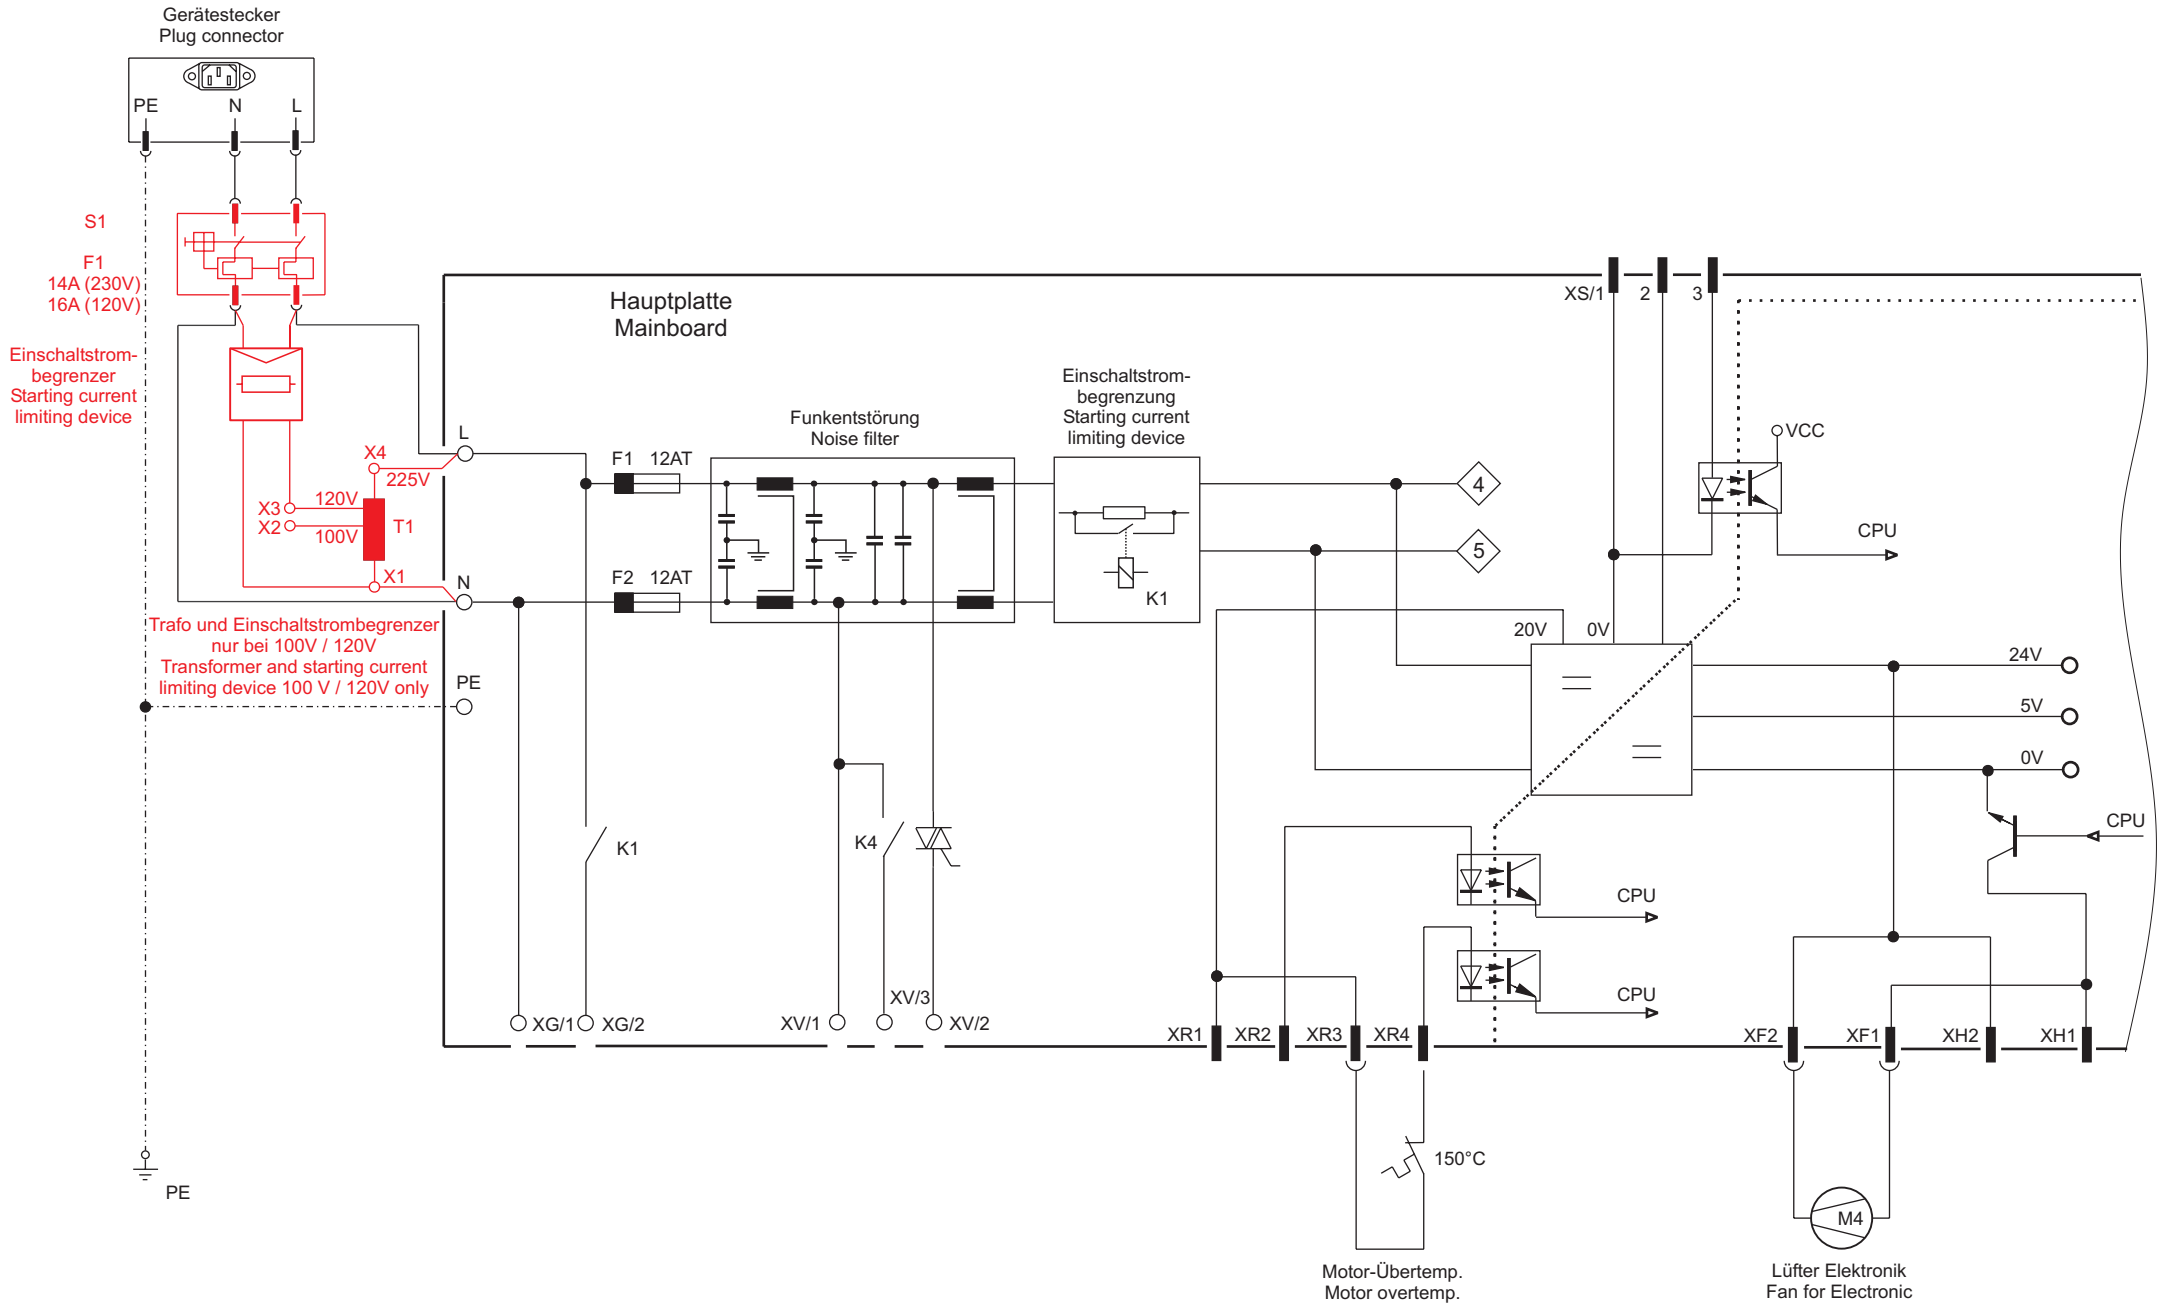 Gerätestecker
Plug connector
PE
N
L
S1
F1
14A (230V)
16A (120V)
Einschaltstrom-
begrenzer
Starting current
limiting device
X4
225V
X3
120V
X2
100V
T1
X1
Trafo und Einschaltstrombegrenzer
nur bei 100V / 120V
Transformer and starting current
limiting device 100 V / 120V only
L
N
PE
PE
Hauptplatte
Mainboard
F1 12AT
F2 12AT
Funkentstörung
Noise filter
Einschaltstrom-
begrenzung
Starting current
limiting device
K1
4
5
XS/1
2
3
VCC
CPU
20V
0V
24V
5V
0V
CPU
K1
K4
CPU
CPU
XG/1
XG/2
XV/1
XV/3
XV/2
XR1
XR2
XR3
XR4
XF2
XF1
XH2
XH1
150°C
M4
Motor-Übertemp.
Motor overtemp.
Lüfter Elektronik
Fan for Electronic